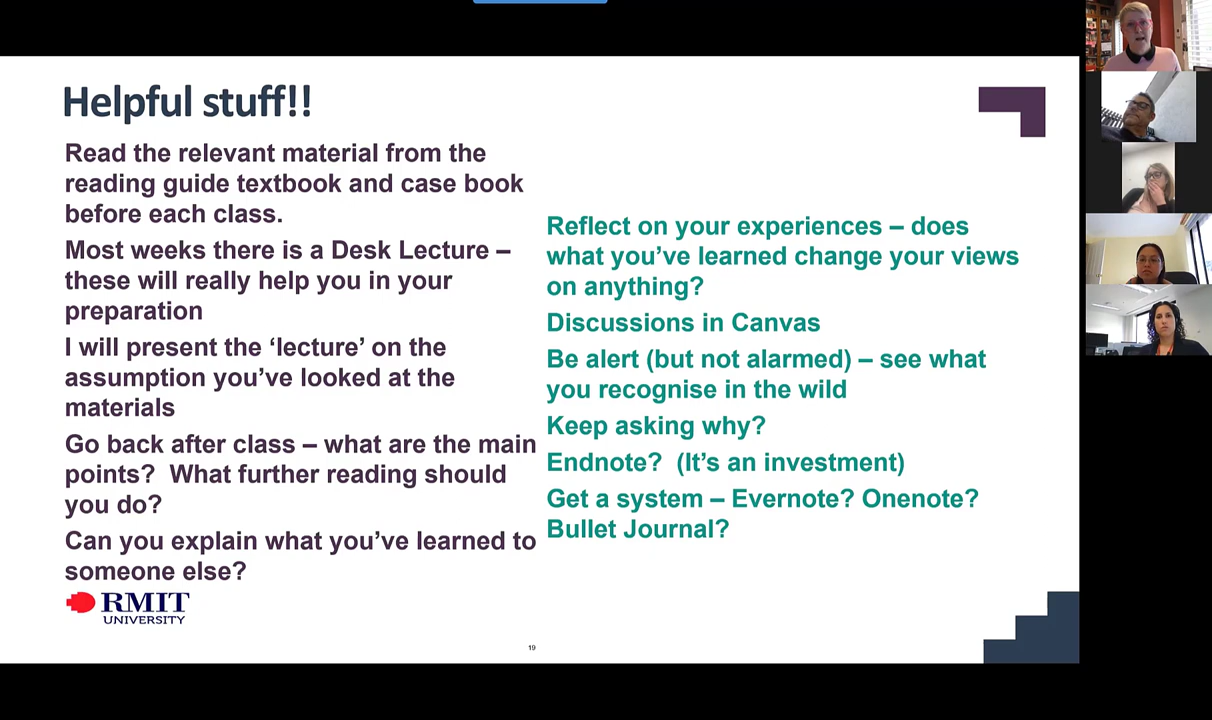 Helpful stuff!!
Read the relevant material from the
reading guide textbook and case book
before each class.
Most weeks there is a Desk Lecture –
these will really help you in your
preparation
I will present the ‘lecture’ on the
assumption you’ve looked at the
materials
Go back after class – what are the main
points?  What further reading should
you do?
Can you explain what you’ve learned to
someone else?
Reflect on your experiences – does
what you’ve learned change your views
on anything?
Discussions in Canvas
Be alert (but not alarmed) – see what
you recognise in the wild
Keep asking why?
Endnote?  (It’s an investment)
Get a system – Evernote? Onenote?
Bullet Journal?
RMIT
UNIVERSITY
19